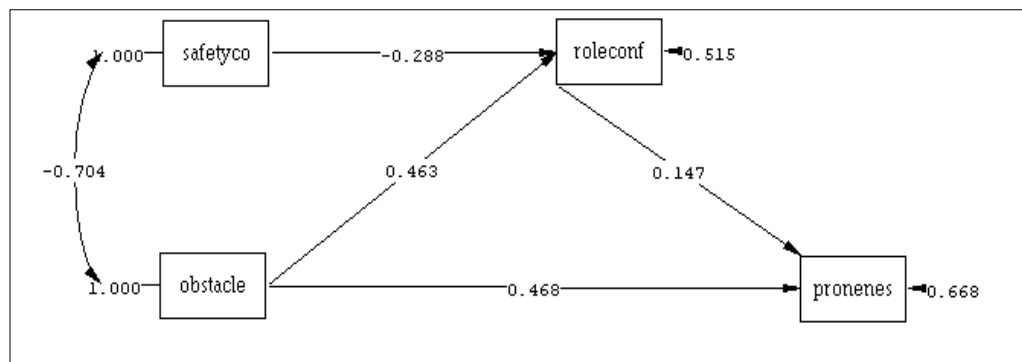 1.000
safetyco
-0.288
roleconf
0.515
-0.704
0.463
0.147
1.000
obstacle
0.468
pronenes
0.668